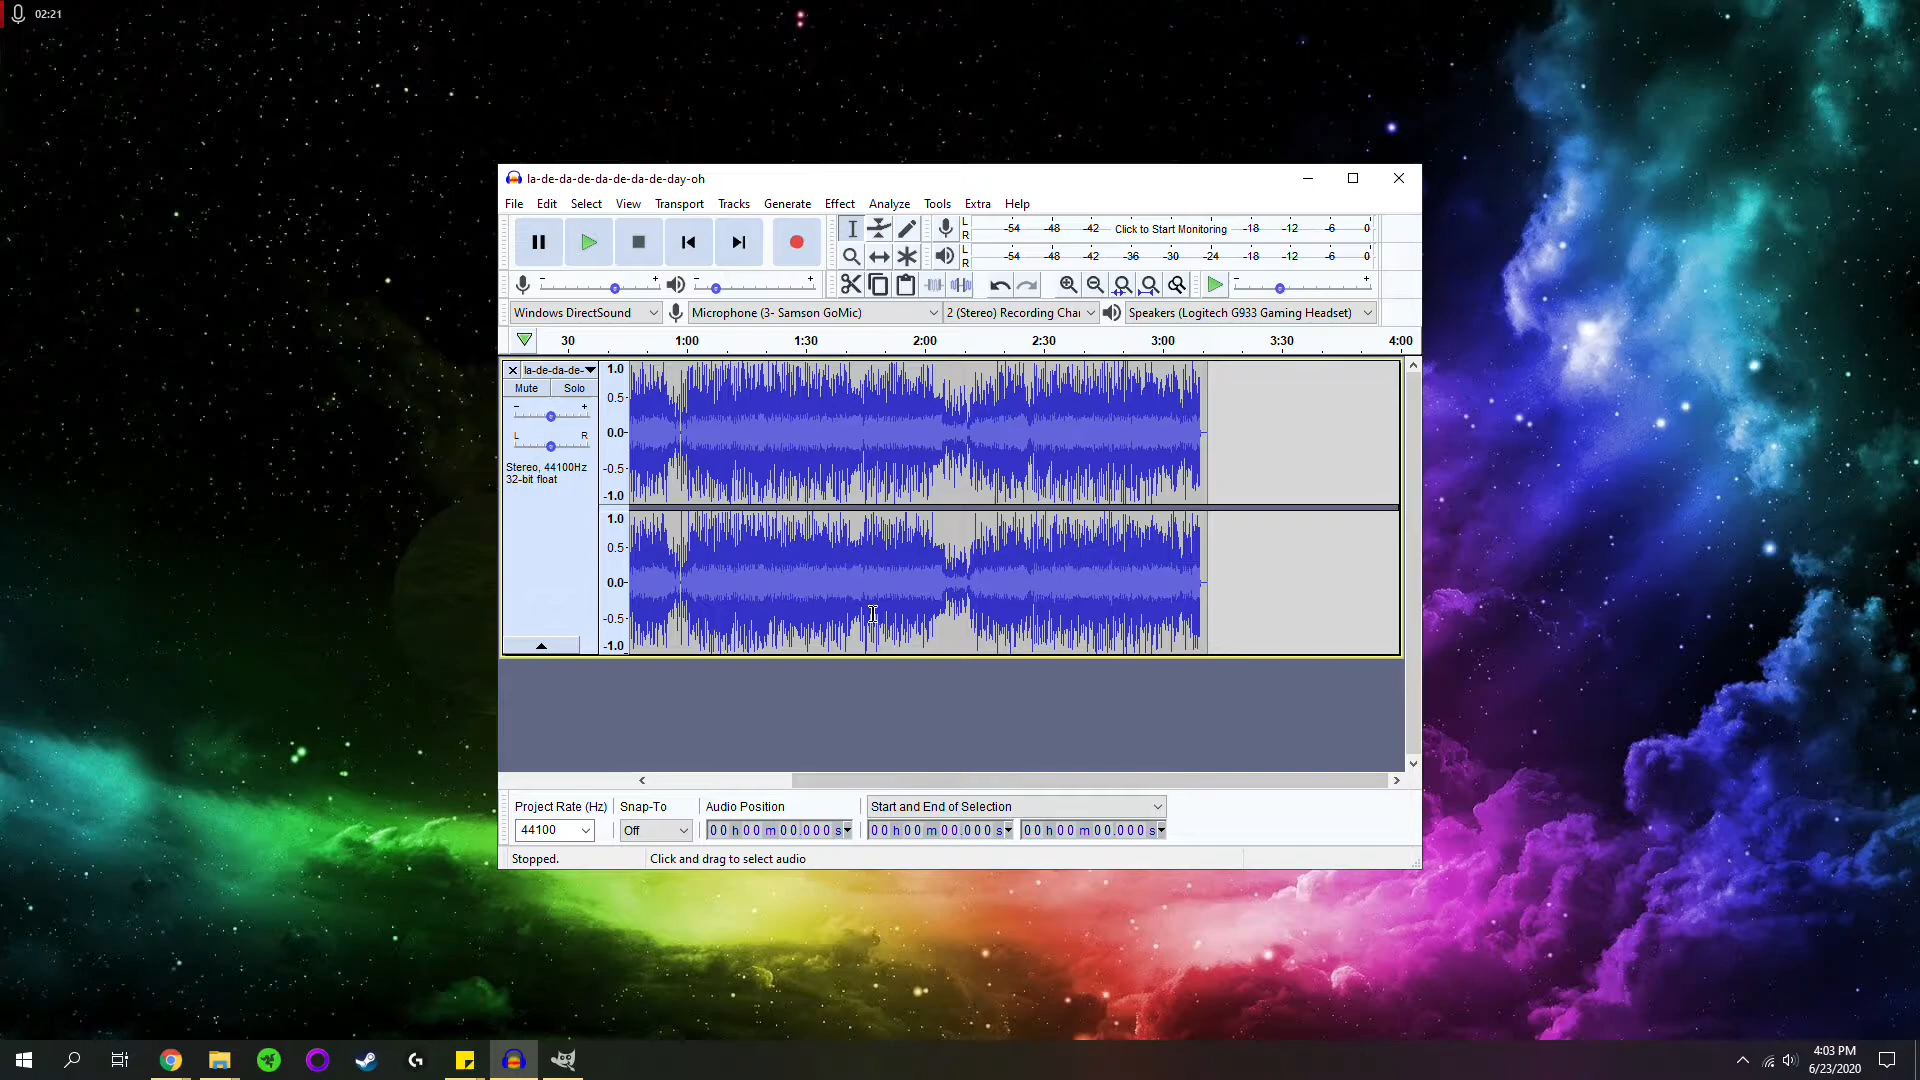 02:21
la-de-da-de-da-de-da-de-day-oh
File Edit Select View Transport Tracks Generate Effect Analyze Tools Extra Help
L -54 -48 -42 Click to Start Monitoring -18 -12 -6 0
R
L -54 -48 -42 -36 -30 -24 -18 -12 -6 0
R
- + - + - +
Windows DirectSound Microphone (3- Samson GoMic) 2 (Stereo) Recording Char Speakers (Logitech G933 Gaming Headset)
30 1:00 1:30 2:00 2:30 3:00 3:30 4:00
la-de-da-de- 1.0
Mute Solo
- + 0.5
L R 0.0
Stereo, 44100Hz -0.5
32-bit float
-1.0
1.0
0.5
0.0
-0.5
-1.0
Project Rate (Hz) Snap-To Audio Position Start and End of Selection
44100 Off 00 h 00 m 00.000 s 00 h 00 m 00.000 s 00 h 00 m 00.000 s
Stopped. Click and drag to select audio
4:03 PM
6/23/2020